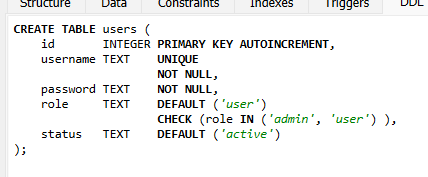 Structure Data Constraints Indexes Triggers DDL
CREATE TABLE users (
    id       INTEGER PRIMARY KEY AUTOINCREMENT,
    username TEXT    UNIQUE
                     NOT NULL,
    password TEXT    NOT NULL,
    role     TEXT    DEFAULT ('user')
                     CHECK (role IN ('admin', 'user') ),
    status   TEXT    DEFAULT ('active')
);